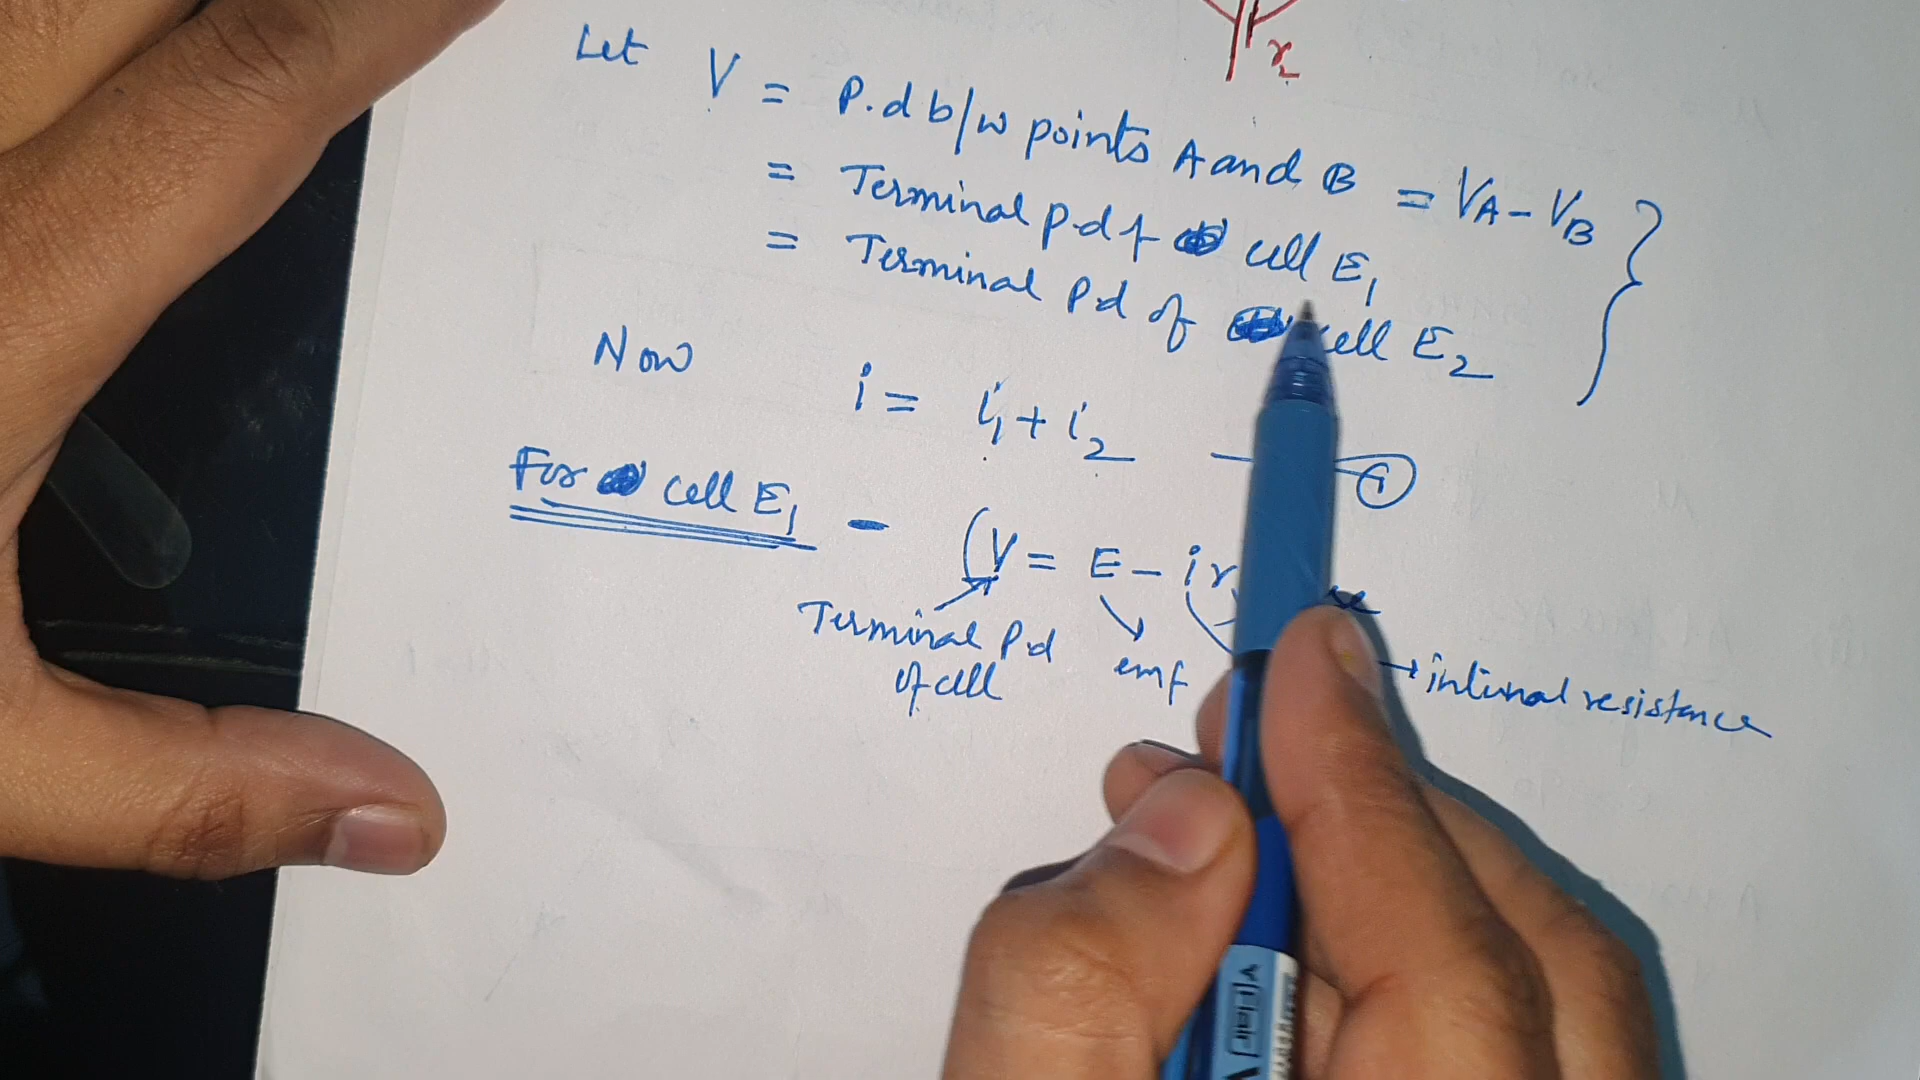 r2
Let V = P.d b/w points A and B = VA - VB
= Terminal p.d of cell E1
= Terminal Pd of cell E2
Now i = i1 + i2 — 1
For cell E1 - (V = E - ir
Terminal Pd of cell
emf
→ internal resistance